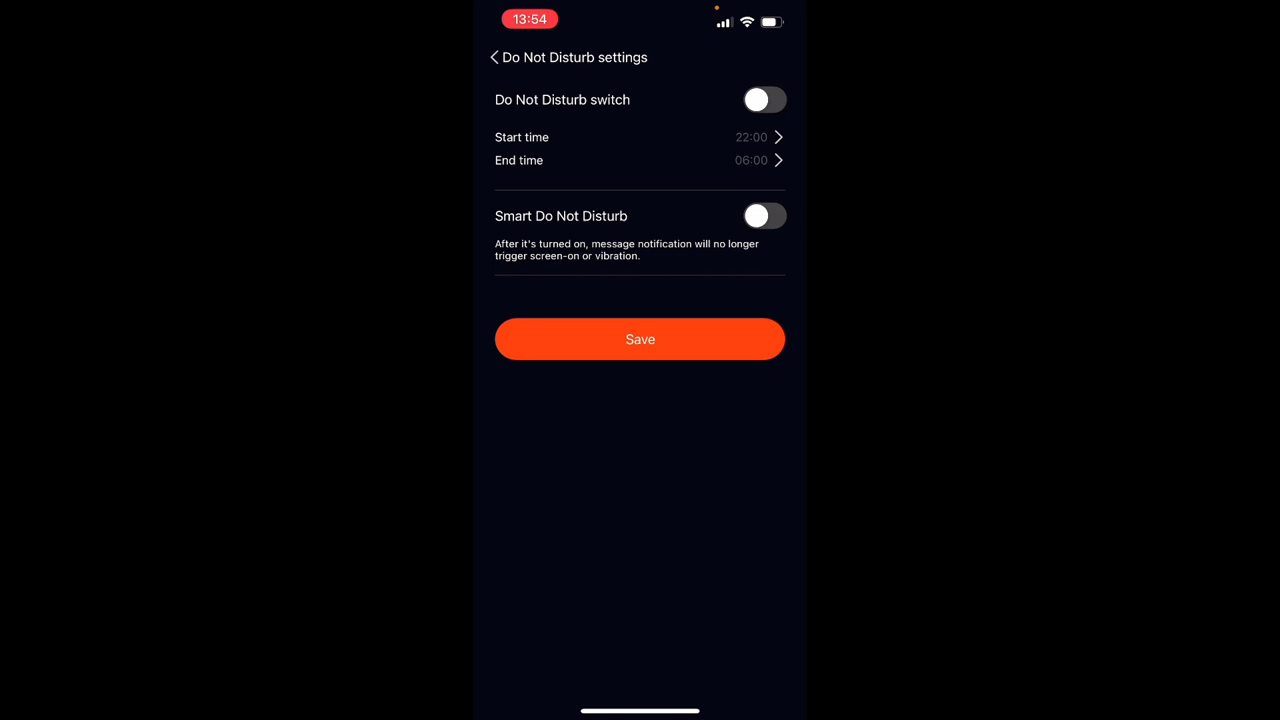 13:54
Do Not Disturb settings
Do Not Disturb switch
Start time 22:00
End time 06:00
Smart Do Not Disturb
After it's turned on, message notification will no longer
trigger screen-on or vibration.
Save